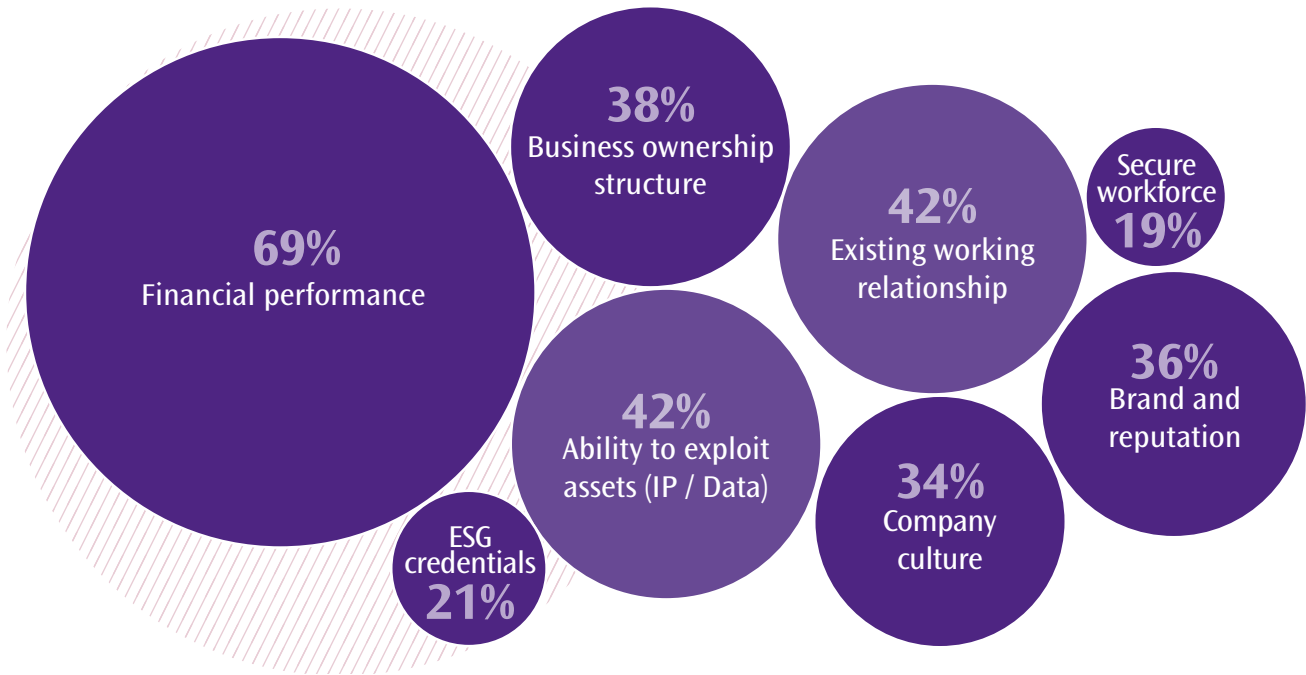 69%
Financial performance
38%
Business ownership
structure
42%
Existing working
relationship
Secure
workforce
19%
36%
Brand and
reputation
42%
Ability to exploit
assets (IP / Data)
34%
Company
culture
ESG
credentials
21%